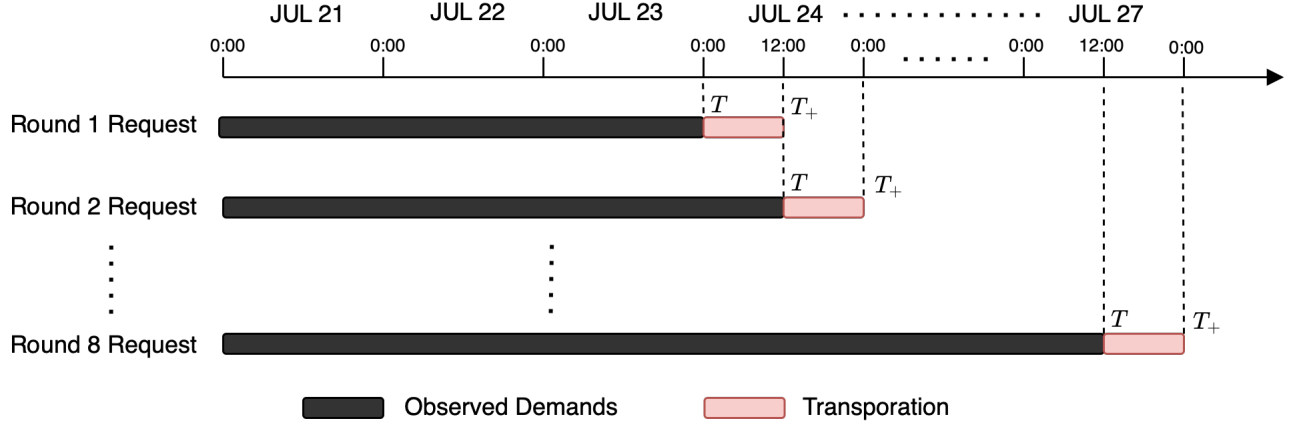 JUL 21 JUL 22 JUL 23 JUL 24 JUL 27
0:00 0:00 0:00 0:00 12:00 0:00 0:00 12:00 0:00
Round 1 Request T T+
Round 2 Request T T+
Round 8 Request T T+
Observed Demands Transporation